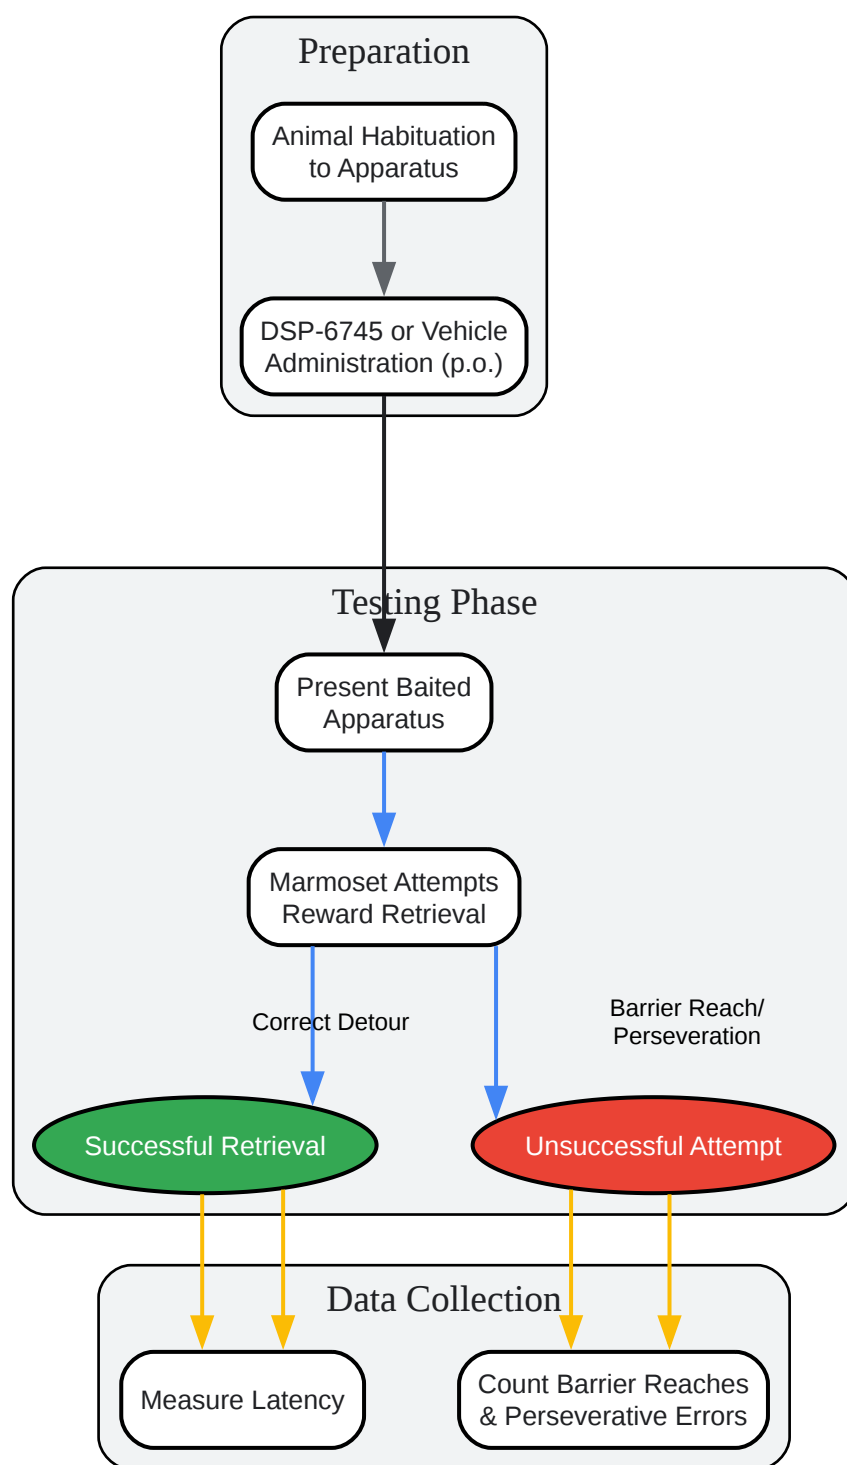 Preparation
Animal Habituation
to Apparatus
DSP-6745 or Vehicle
Administration (p.o.)
Testing Phase
Present Baited
Apparatus
Marmoset Attempts
Reward Retrieval
Correct Detour
Barrier Reach/
Perseveration
Successful Retrieval
Unsuccessful Attempt
Data Collection
Measure Latency
Count Barrier Reaches
& Perseverative Errors